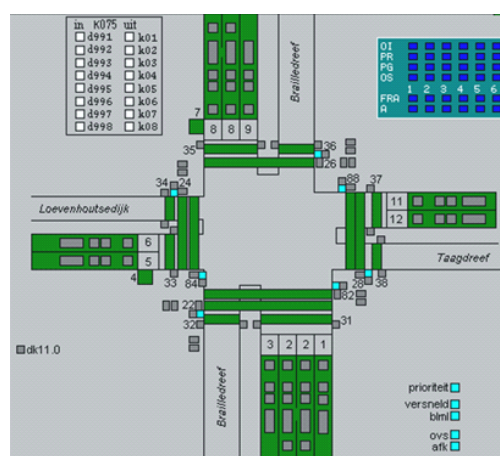 in K075 uit
d991 k01
d992 k02
d993 k03
d994 k04
d995 k05
d996 k06
d997 k07
d998 k08
OI
PR
PG
OS
1 2 3 4 5 6
FRA
A
Brailledreef
7
8 8 9
35
36
26
34 24
88 37
Loevenhoutsedijk
11
12
6
5
Taagdreef
4
33 84
28 38
22
82
32
31
3 2 2 1
Brailledreef
dk11.0
prioriteit
versneld
blml
ovs
afk